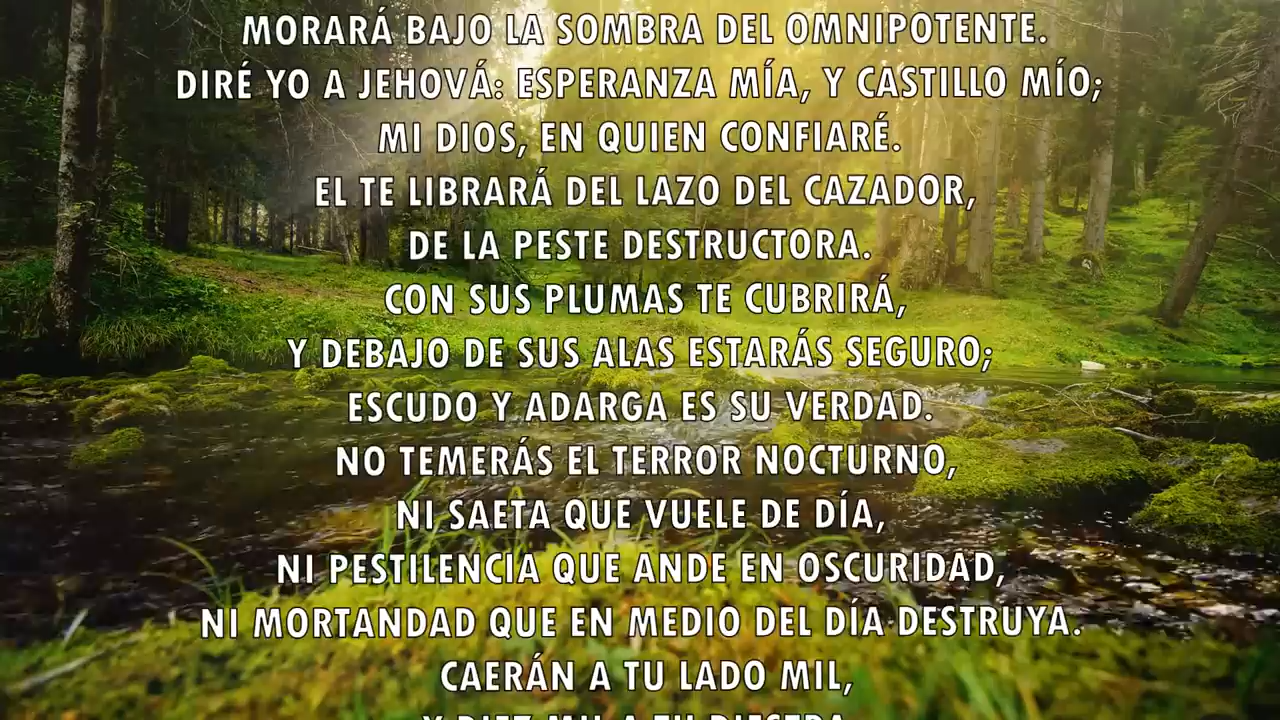 MORARÁ BAJO LA SOMBRA DEL OMNIPOTENTE.
DIRÉ YO A JEHOVÁ: ESPERANZA MÍA, Y CASTILLO MÍO;
MI DIOS, EN QUIEN CONFIARÉ.
EL TE LIBRARÁ DEL LAZO DEL CAZADOR,
DE LA PESTE DESTRUCTORA.
CON SUS PLUMAS TE CUBRIRÁ,
Y DEBAJO DE SUS ALAS ESTARÁS SEGURO;
ESCUDO Y ADARGA ES SU VERDAD.
NO TEMERÁS EL TERROR NOCTURNO,
NI SAETA QUE VUELE DE DÍA,
NI PESTILENCIA QUE ANDE EN OSCURIDAD,
NI MORTANDAD QUE EN MEDIO DEL DÍA DESTRUYA.
CAERÁN A TU LADO MIL,